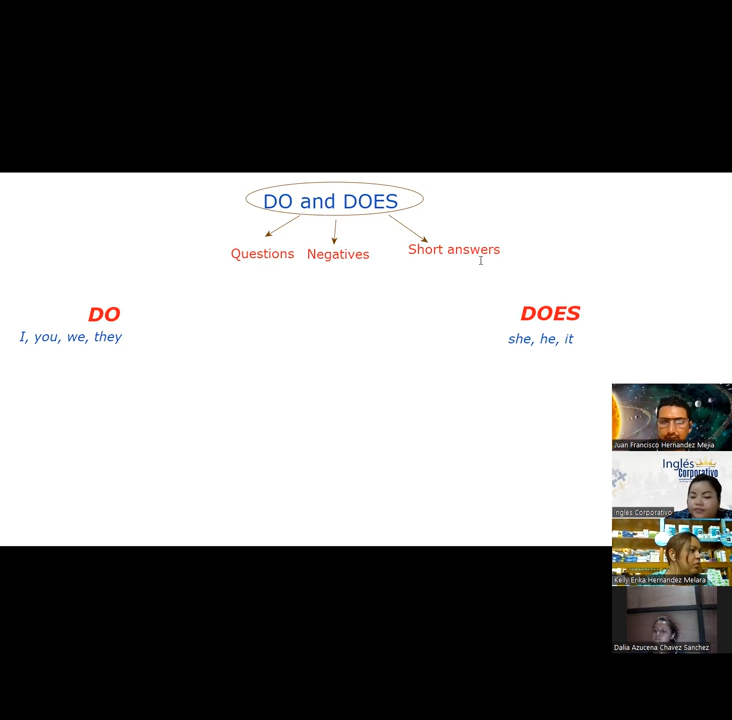 DO and DOES
Questions
Negatives
Short answers
DO
DOES
I, you, we, they
she, he, it
Juan Francisco Hernandez Mejia
Inglés
Corporativo
Ingles Corporativo
Kelly Erika Hernandez Melara
Dalia Azucena Chavez Sanchez